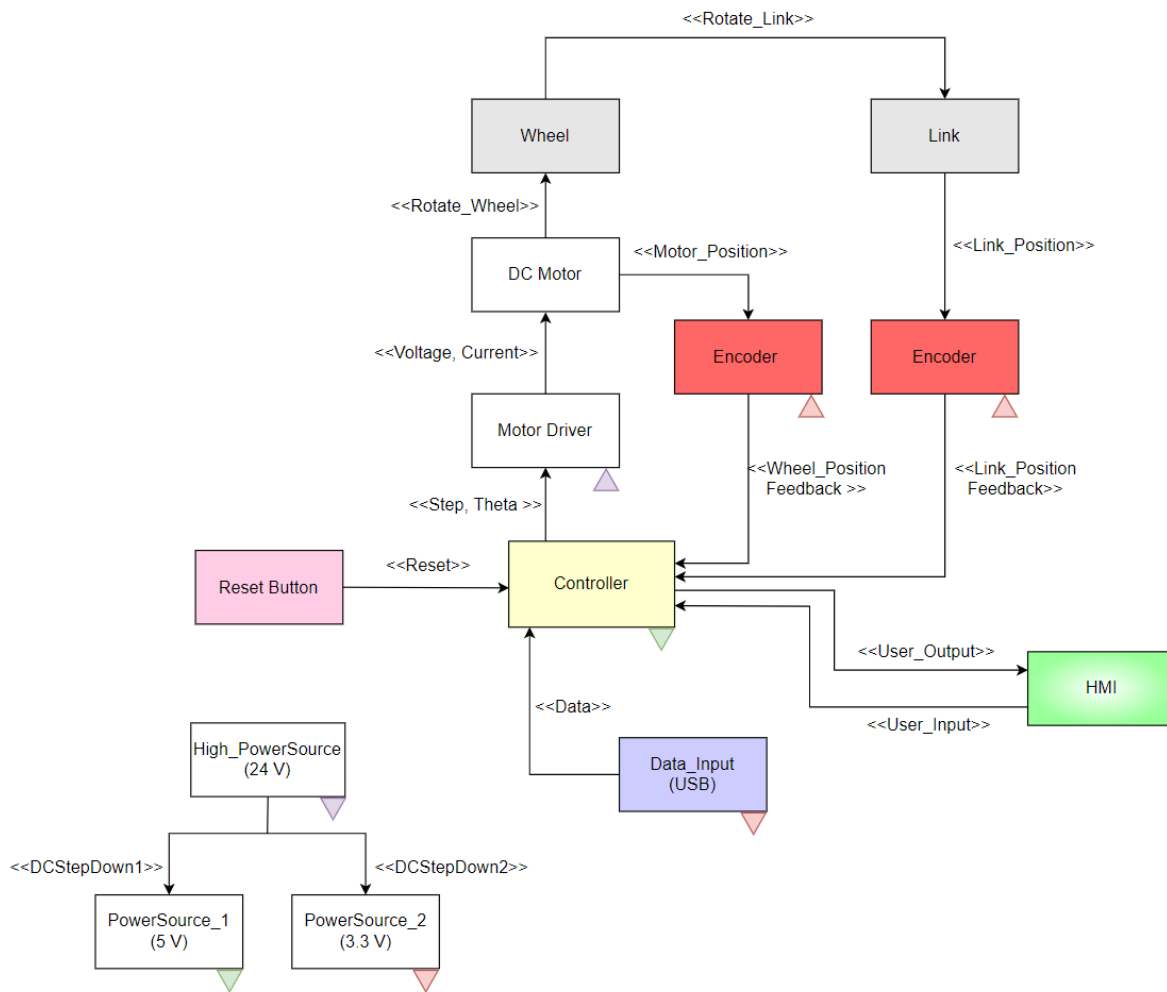 <<Rotate_Link>>
Wheel
Link
<<Rotate_Wheel>>
<<Motor_Position>>
<<Link_Position>>
DC Motor
<<Voltage, Current>>
Encoder
Encoder
Motor Driver
<<Wheel_Position
Feedback >>
<<Link_Position
Feedback>>
<<Step, Theta >>
<<Reset>>
Reset Button
Controller
<<User_Output>>
HMI
<<User_Input>>
<<Data>>
High_PowerSource
(24 V)
Data_Input
(USB)
<<DCStepDown1>>
<<DCStepDown2>>
PowerSource_1
(5 V)
PowerSource_2
(3.3 V)